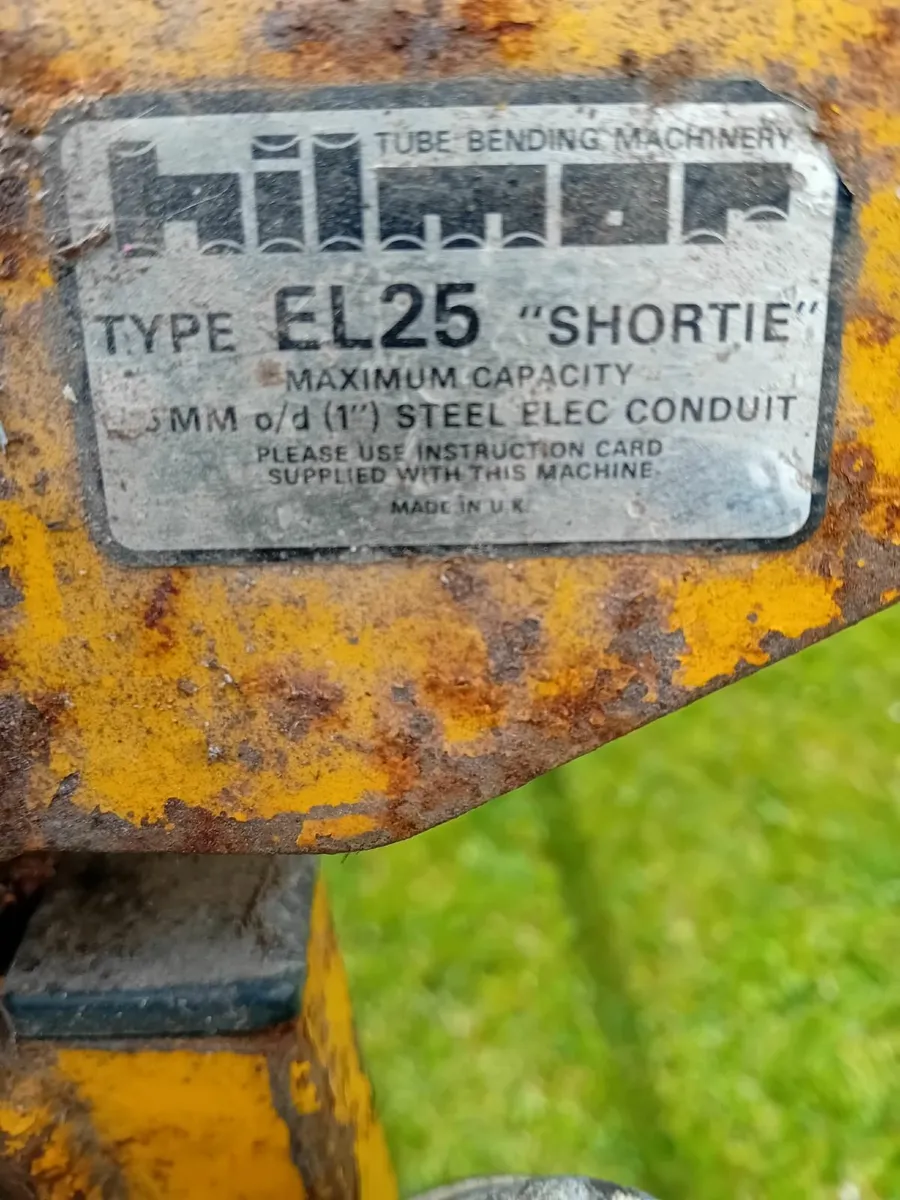 TUBE BENDING MACHINERY
hilmor
TYPE EL25 "SHORTIE"
MAXIMUM CAPACITY
MM o/d (1") STEEL ELEC CONDUIT
PLEASE USE INSTRUCTION CARD
SUPPLIED WITH THIS MACHINE
MADE IN U.K.